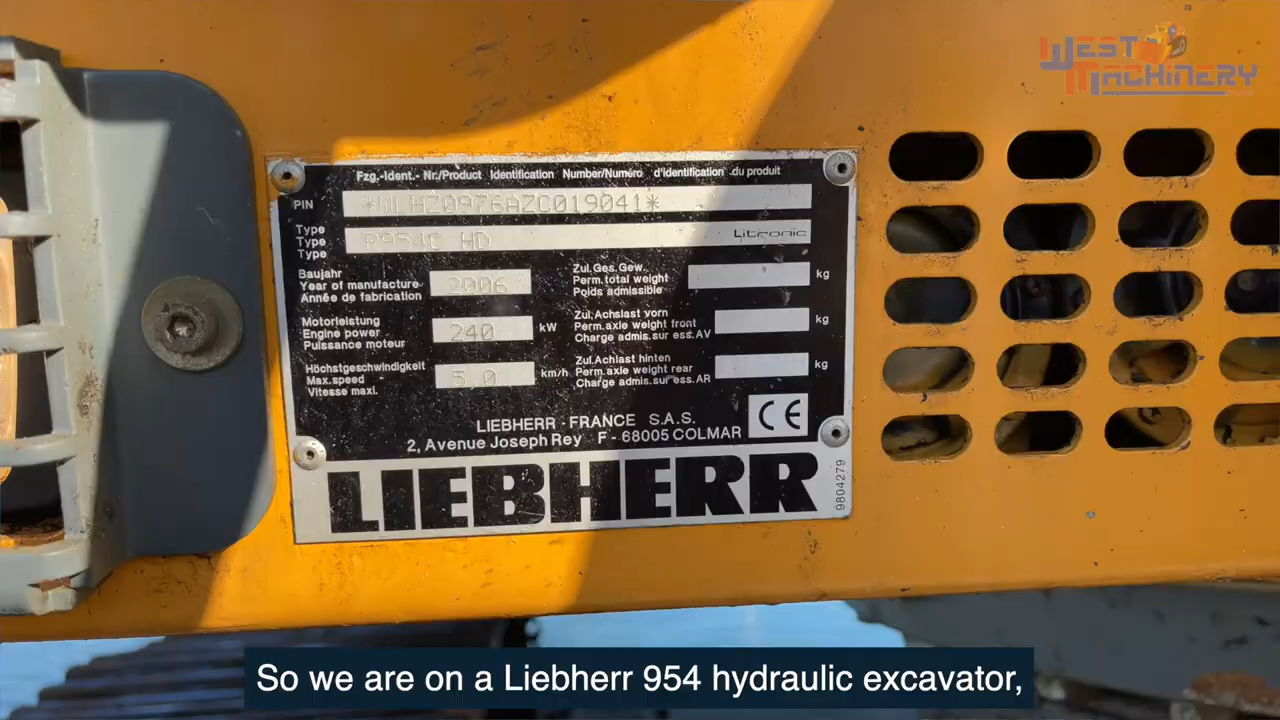 WEST
MACHINERY
Fzg.-Ident.- Nr./Product Identification Number/Numéro d'identification du produit
PIN *WLHZ0976AZC019041*
Type
Type R954C HD Litronic
Type
Baujahr
Year of manufacture 2006
Année de fabrication
Motorleistung
Engine power 240 kW
Puissance moteur
Höchstgeschwindigkeit
Max.speed 5,0 km/h
Vitesse maxi.
Zul.Ges.Gew.
Perm.total weight kg
Poids admissible
Zul.Achslast vorn
Perm.axle weight front kg
Charge admis.sur ess.AV
Zul.Achlast hinten
Perm.axle weight rear kg
Charge admis.sur ess.AR
LIEBHERR - FRANCE S.A.S.
2, Avenue Joseph Rey F - 68005 COLMAR
CE
LIEBHERR
9804279
So we are on a Liebherr 954 hydraulic excavator,